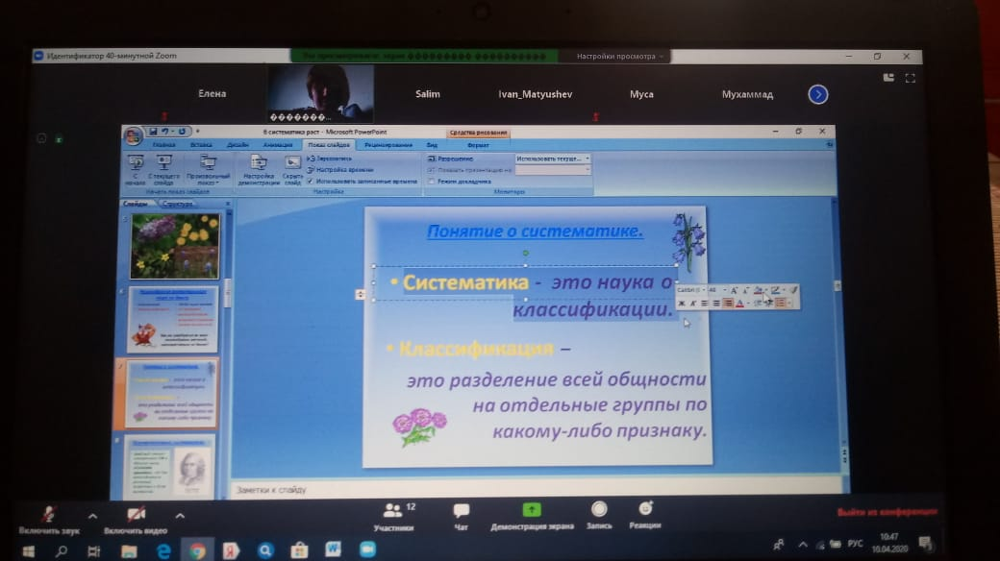 Идентификатор 40-минутной Zoom
Настройки просмотра
Елена
Salim
Ivan_Matyushev
Муса
Мухаммад
6 систематика раст - Microsoft PowerPoint
Средства рисования
Главная
Вставка
Дизайн
Анимация
Показ слайдов
Рецензирование
Вид
Формат
С начала
С текущего слайда
Произвольный показ
Начать показ слайдов
Настройка демонстрации
Скрыть слайд
Звукозапись
Настройка времени
Использовать записанные времена
Настройка
Разрешение:
Использовать текуще...
Показать презентацию на:
Режим докладчика
Мониторы
Слайды
Структура
Понятие о систематике.
• Систематика - это наука о
классификации.
• Классификация –
это разделение всей общности
на отдельные группы по
какому-либо признаку.
Calibri
Заметки к слайду
Включить звук
Включить видео
12
Участники
Чат
Демонстрация экрана
Запись
Реакции
Выйти из конференции
РУС
10:47
10.04.2020